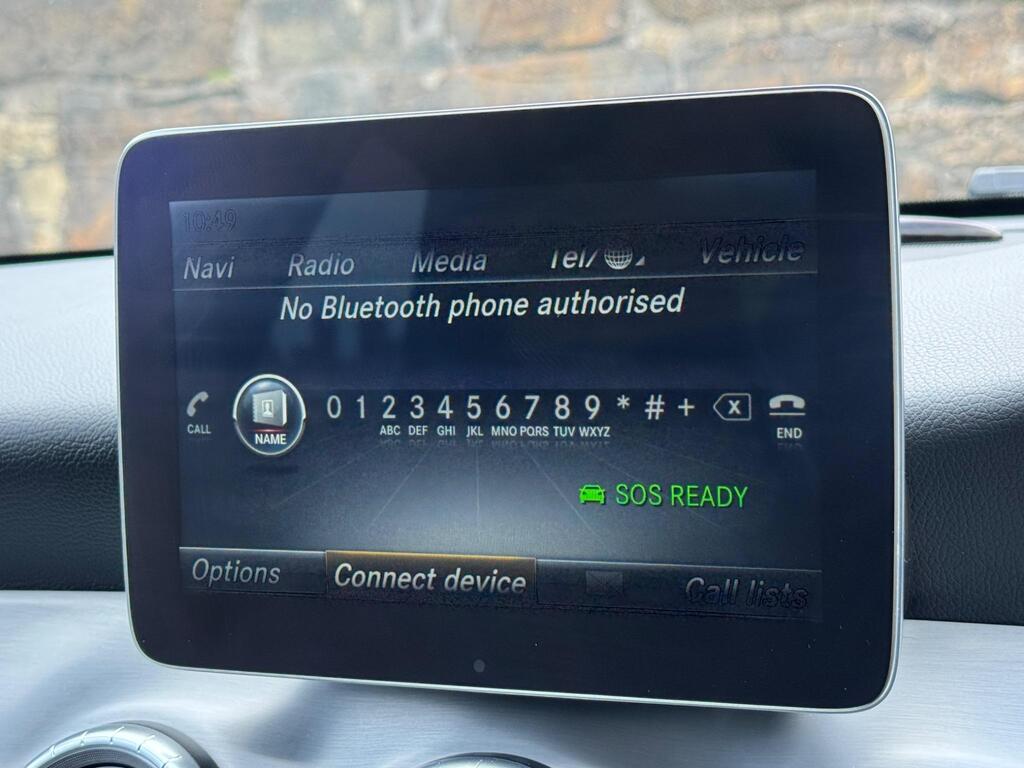 10:49
Navi Radio Media Tel/ Vehicle
No Bluetooth phone authorised
CALL NAME 0 1 2 3 4 5 6 7 8 9 * # + X END
ABC DEF GHI JKL MNO PQRS TUV WXYZ
SOS READY
Options Connect device Call lists